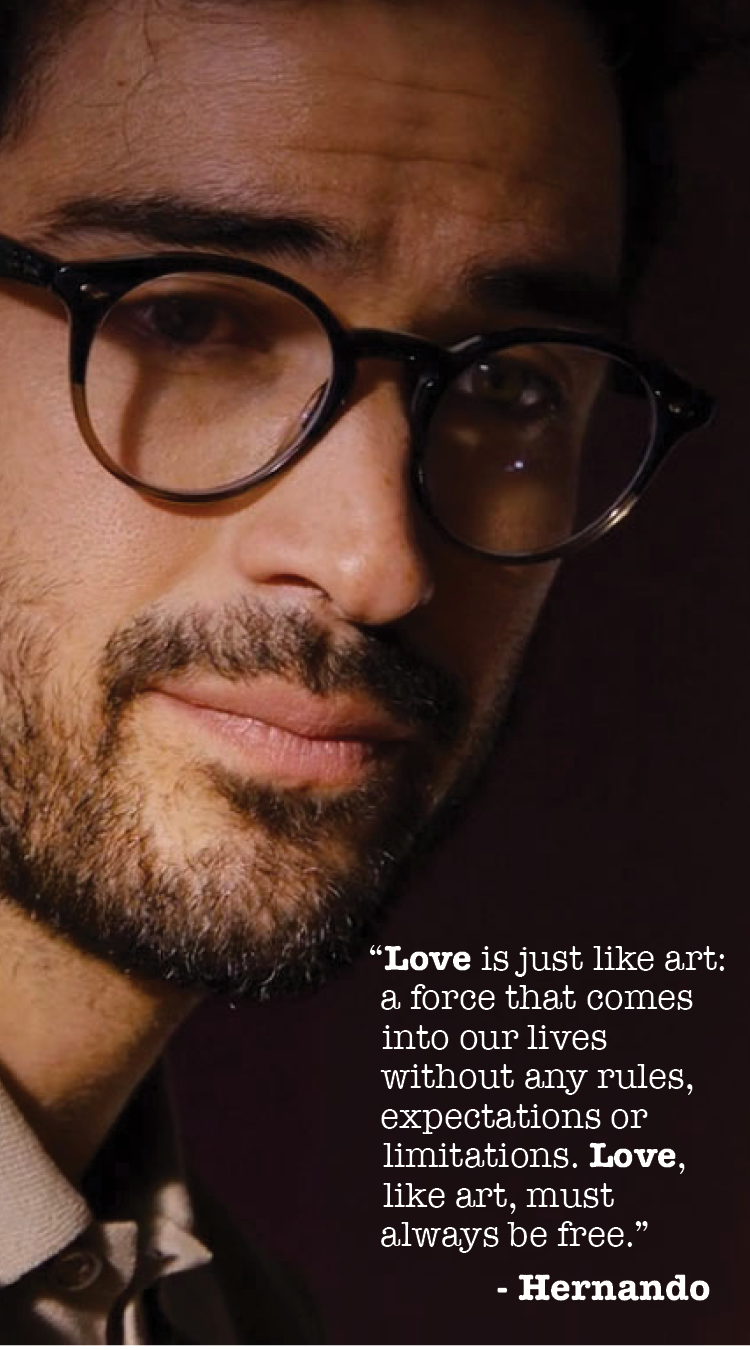 “Love is just like art:
a force that comes
into our lives
without any rules,
expectations or
limitations. Love,
like art, must
always be free.”
- Hernando